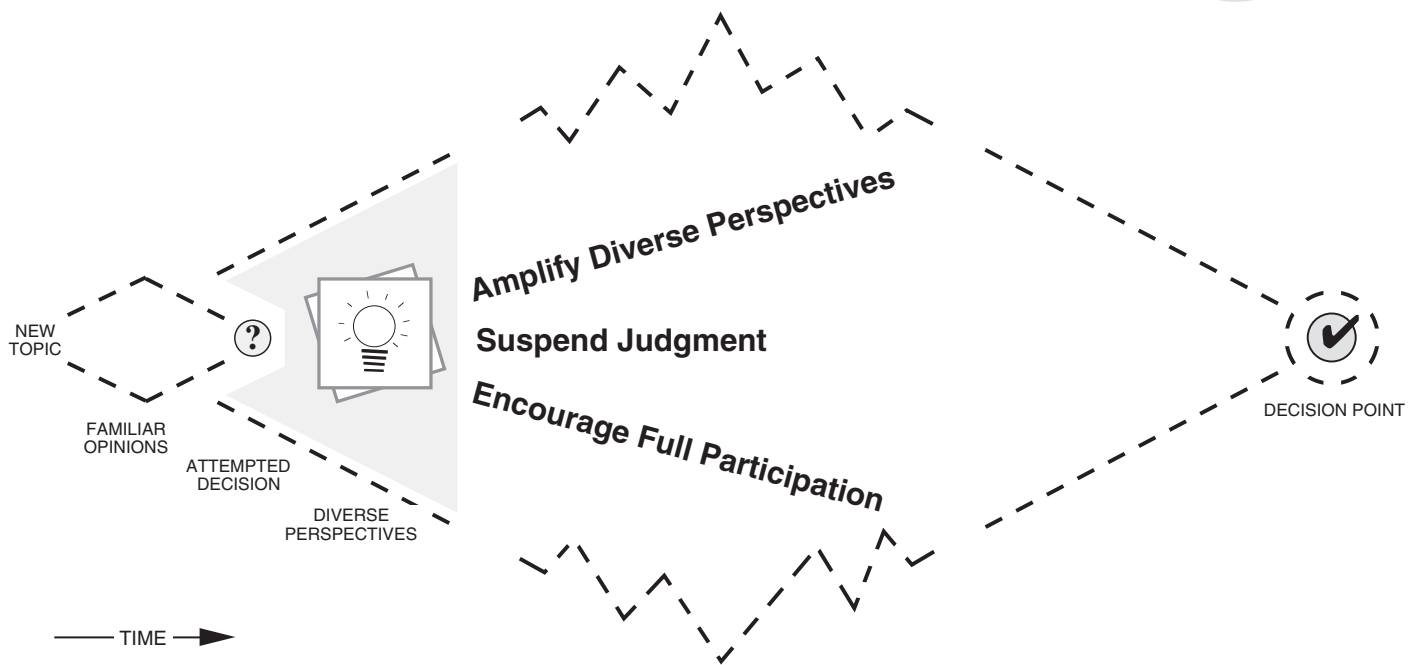 Amplify Diverse Perspectives
Suspend Judgment
Encourage Full Participation
NEW
TOPIC
?
FAMILIAR
OPINIONS
ATTEMPTED
DECISION
DIVERSE
PERSPECTIVES
DECISION POINT
TIME